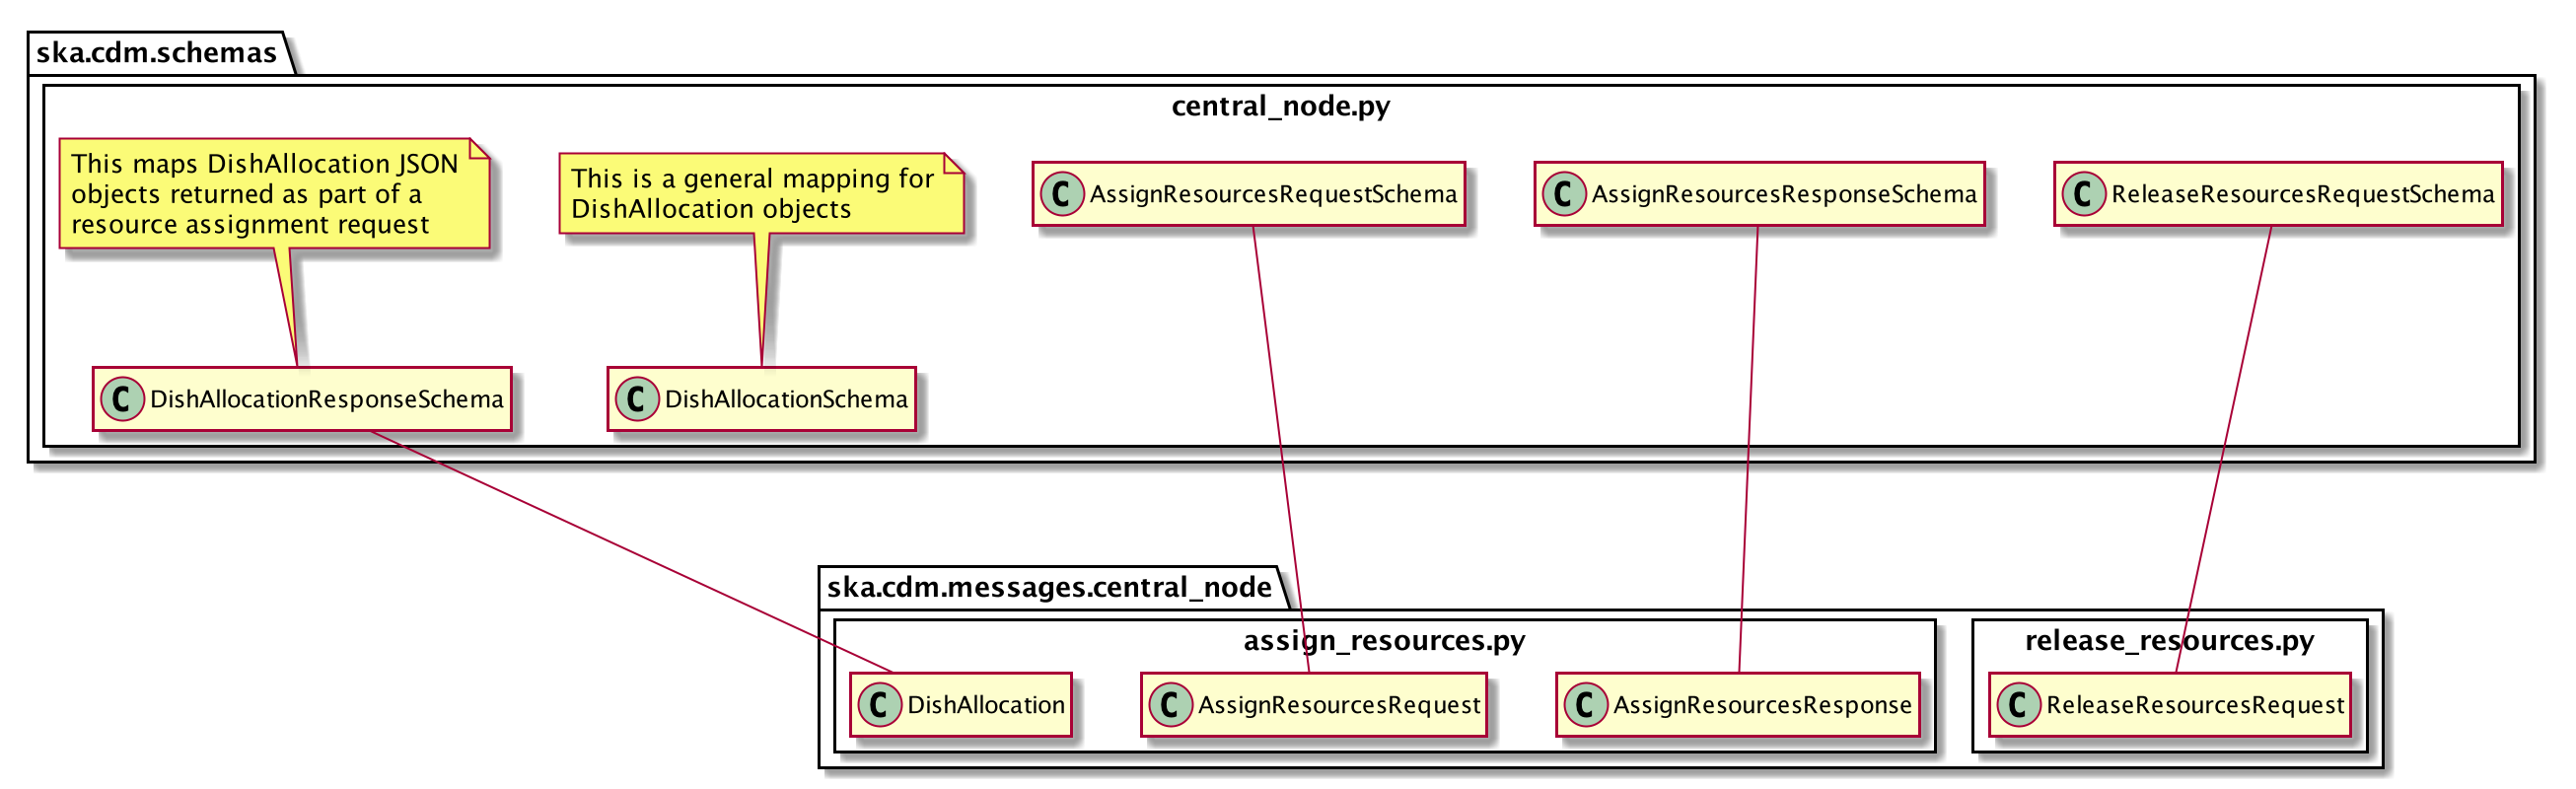 ska.cdm.schemas
central_node.py
This maps DishAllocation JSON
objects returned as part of a
resource assignment request
This is a general mapping for
DishAllocation objects
C AssignResourcesRequestSchema
C AssignResourcesResponseSchema
C ReleaseResourcesRequestSchema
C DishAllocationResponseSchema
C DishAllocationSchema
ska.cdm.messages.central_node
assign_resources.py
release_resources.py
C DishAllocation
C AssignResourcesRequest
C AssignResourcesResponse
C ReleaseResourcesRequest